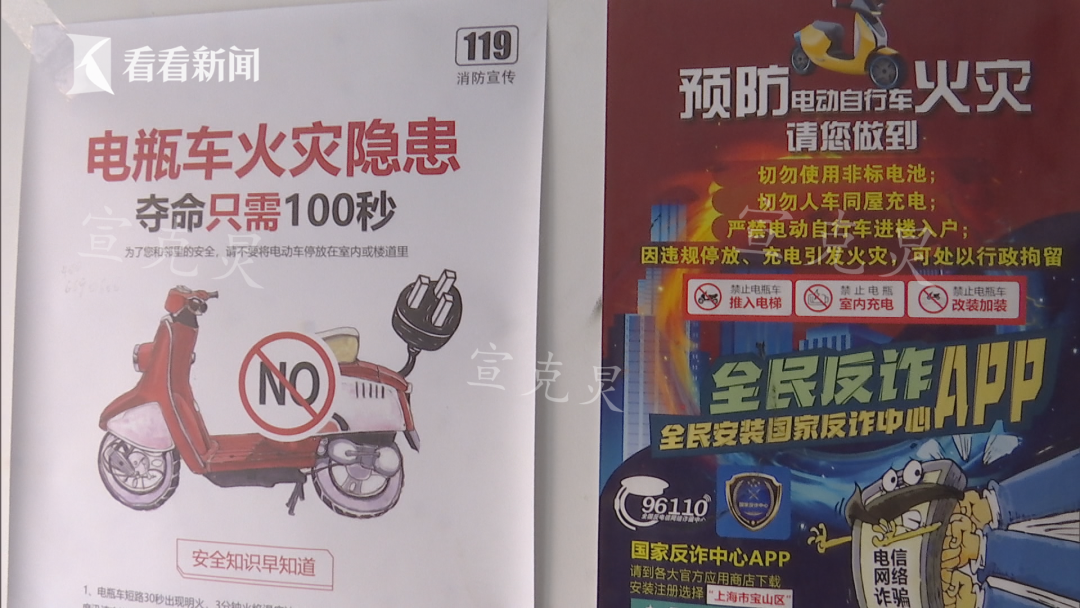 看看新闻
119
消防宣传
电瓶车火灾隐患
夺命只需100秒
为了您和邻里的安全，请不要将电动车停放在室内或楼道里
NO
安全知识早知道
1、电瓶车短路30秒出现明火，3分钟火焰温度
预防电动自行车火灾
请您做到
切勿使用非标电池；
切勿人车同屋充电；
严禁电动自行车进楼入户；
因违规停放、充电引发火灾，可处以行政拘留
禁止电瓶车
推入电梯
禁止电瓶
室内充电
禁止电瓶车
改装加装
全民反诈APP
全民安装国家反诈中心
96110
国家反诈中心
国家反诈中心APP
请到各大官方应用商店下载
安装注册选择"上海市宝山区"
电信
网络
诈骗
宣克灵
宣克灵
宣克灵